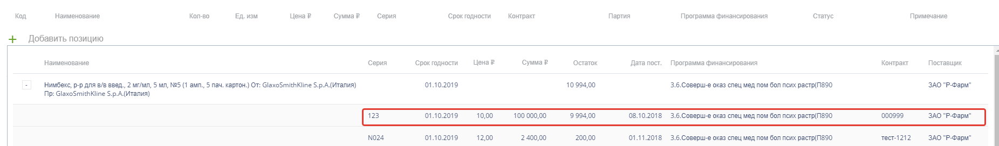 Код Наименование Кол-во Ед. изм Цена ₽ Сумма ₽ Серия Срок годности Контракт Партия Программа финансирования Статус Примечание
+ Добавить позицию
Наименование Серия Срок годности Цена ₽ Сумма ₽ Остаток Дата пост. Программа финансирования Контракт Поставщик
- Нимбекс, р-р для в/в введ., 2 мг/мл, 5 мл, №5 (1 амп., 5 пач. картон.) От: GlaxoSmithKline S.p.A.(Италия) 01.10.2019 10 994,00 3.6.Соверш-е оказ спец мед пом бол псих растр(П890 ЗАО "Р-Фарм"
Пр: GlaxoSmithKline S.p.A.(Италия)
123 01.10.2019 10,00 100 000,00 9 994,00 08.10.2018 3.6.Соверш-е оказ спец мед пом бол псих растр(П890 000999 ЗАО "Р-Фарм"
N024 01.10.2019 12,00 2 400,00 200,00 01.11.2018 3.6.Соверш-е оказ спец мед пом бол псих растр(П890 тест-1212 ЗАО "Р-Фарм"